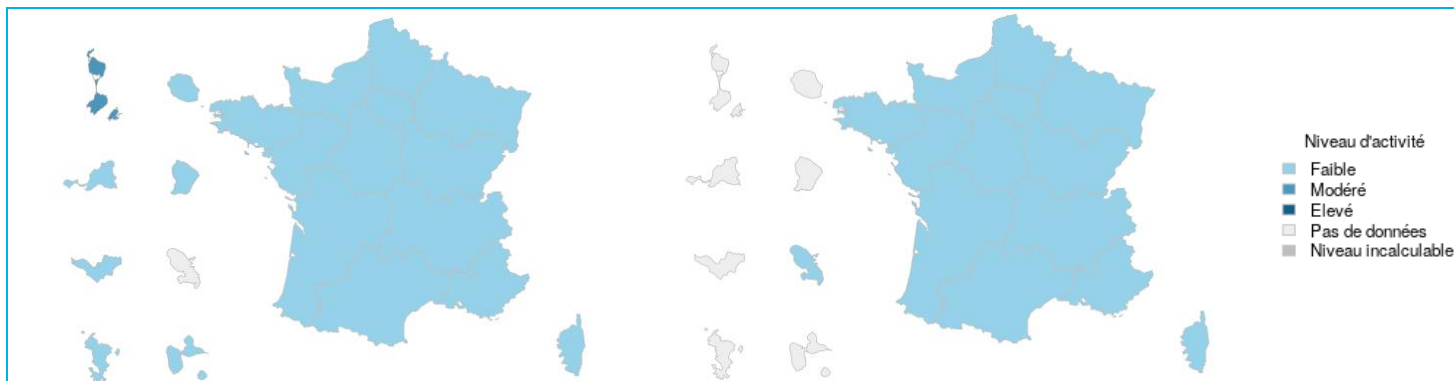 Niveau d'activité
Faible
Modéré
Elevé
Pas de données
Niveau incalculable